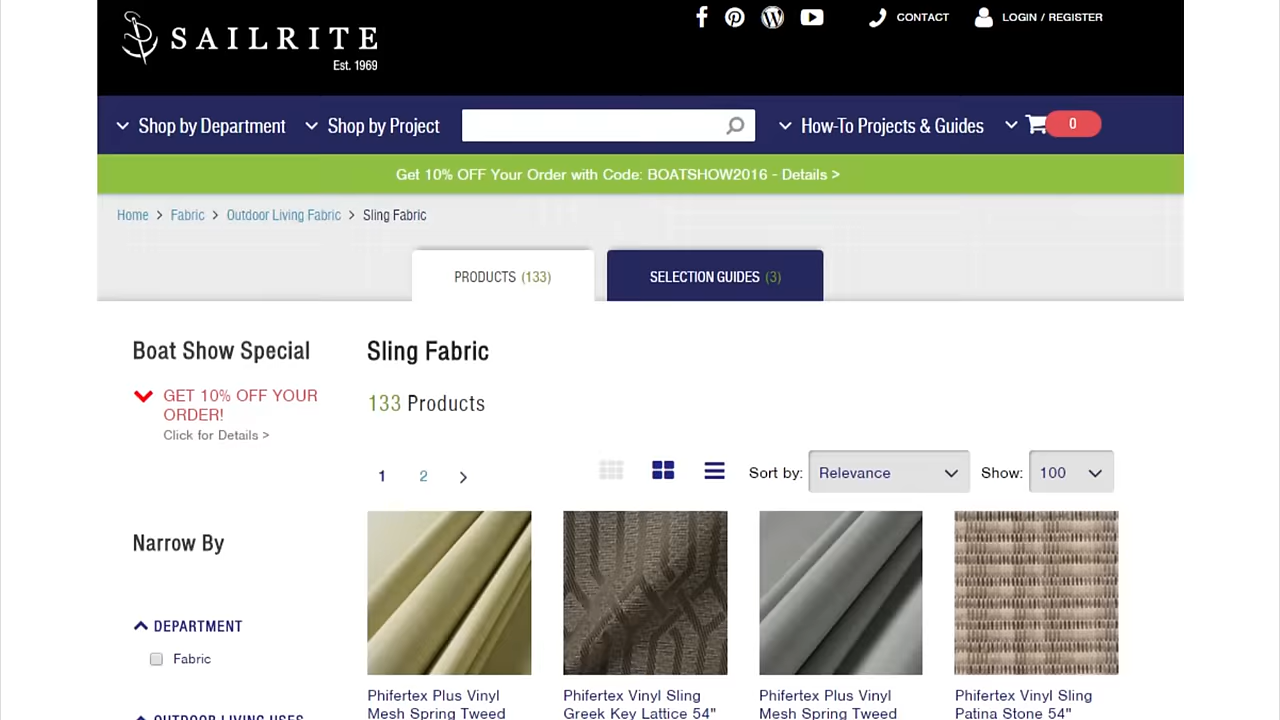 SAILRITE
Est. 1969
CONTACT
LOGIN / REGISTER
Shop by Department
Shop by Project
How-To Projects & Guides
0
Get 10% OFF Your Order with Code: BOATSHOW2016 - Details >
Home > Fabric > Outdoor Living Fabric > Sling Fabric
PRODUCTS (133)
SELECTION GUIDES (3)
Boat Show Special
GET 10% OFF YOUR
ORDER!
Click for Details >
Sling Fabric
133 Products
1 2 >
Sort by: Relevance
Show: 100
Narrow By
DEPARTMENT
Fabric
OUTDOOR LIVING USES
Phifertex Plus Vinyl
Mesh Spring Tweed
Phifertex Vinyl Sling
Greek Key Lattice 54"
Phifertex Plus Vinyl
Mesh Spring Tweed
Phifertex Vinyl Sling
Patina Stone 54"